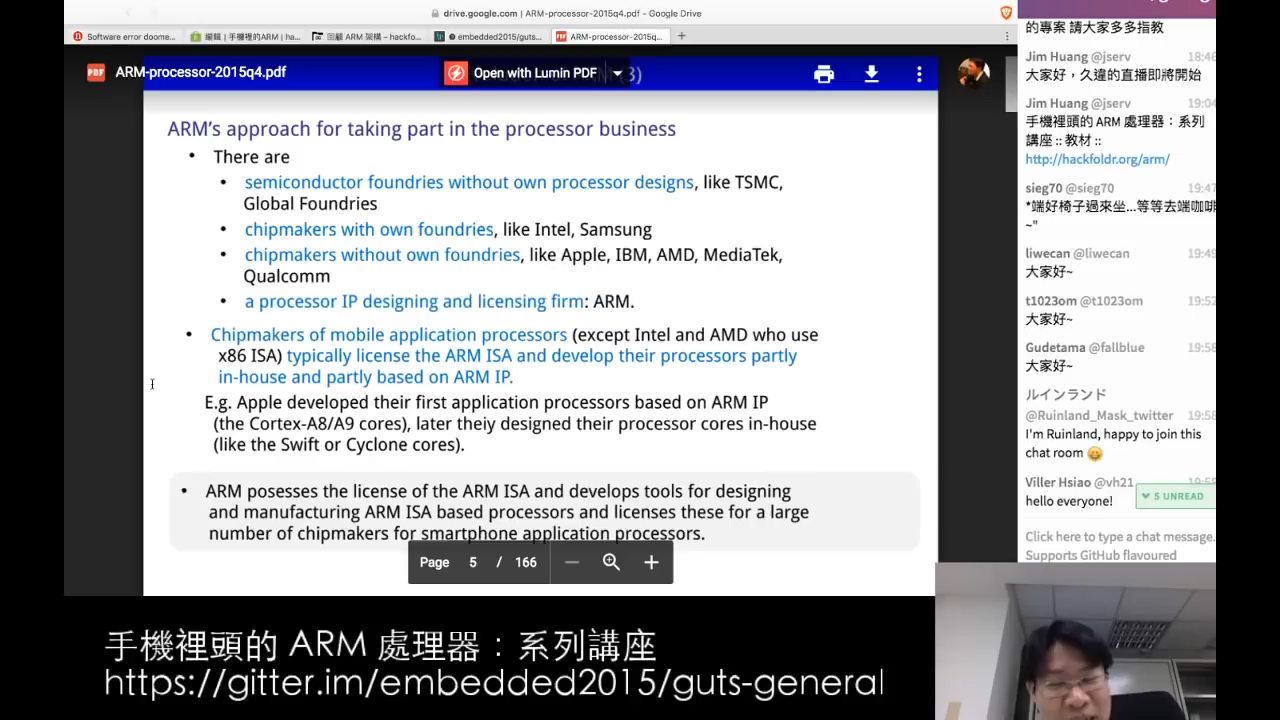 drive.google.com | ARM-processor-2015q4.pdf - Google Drive
Software error doome...
編輯 | 手機裡的ARM | ha...
回顧 ARM 架構 – hackfo...
embedded2015/guts-...
ARM-processor-2015q...
PDF ARM-processor-2015q4.pdf
Open with Lumin PDF
(3)
ARM's approach for taking part in the processor business
• There are
• semiconductor foundries without own processor designs, like TSMC,
Global Foundries
• chipmakers with own foundries, like Intel, Samsung
• chipmakers without own foundries, like Apple, IBM, AMD, MediaTek,
Qualcomm
• a processor IP designing and licensing firm: ARM.
• Chipmakers of mobile application processors (except Intel and AMD who use
x86 ISA) typically license the ARM ISA and develop their processors partly
in-house and partly based on ARM IP.
E.g. Apple developed their first application processors based on ARM IP
(the Cortex-A8/A9 cores), later theiy designed their processor cores in-house
(like the Swift or Cyclone cores).
• ARM posesses the license of the ARM ISA and develops tools for designing
and manufacturing ARM ISA based processors and licenses these for a large
number of chipmakers for smartphone application processors.
Page 5 / 166
的專案 請大家多多指教
Jim Huang @jserv 18:46
大家好，久違的直播即將開始
Jim Huang @jserv 19:04
手機裡頭的 ARM 處理器：系列
講座 :: 教材 ::
http://hackfoldr.org/arm/
sieg70 @sieg70 19:47
*端好椅子過來坐...等等去端咖啡
~"
liwecan @liwecan 19:49
大家好~
t1023om @t1023om 19:52
大家好~
Gudetama @fallblue 19:58
大家好~
ルインランド
@Ruinland_Mask_twitter 19:58
I'm Ruinland, happy to join this
chat room
Viller Hsiao @vh21
hello everyone!
5 UNREAD
Click here to type a chat message.
Supports GitHub flavoured
手機裡頭的 ARM 處理器：系列講座
https://gitter.im/embedded2015/guts-general